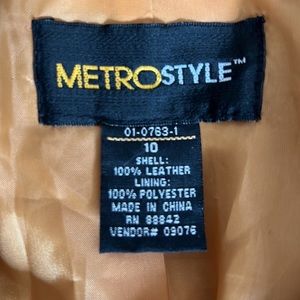 METROSTYLE™
01-0763-1
10
SHELL:
100% LEATHER
LINING:
100% POLYESTER
MADE IN CHINA
RN 88842
VENDOR# 09076